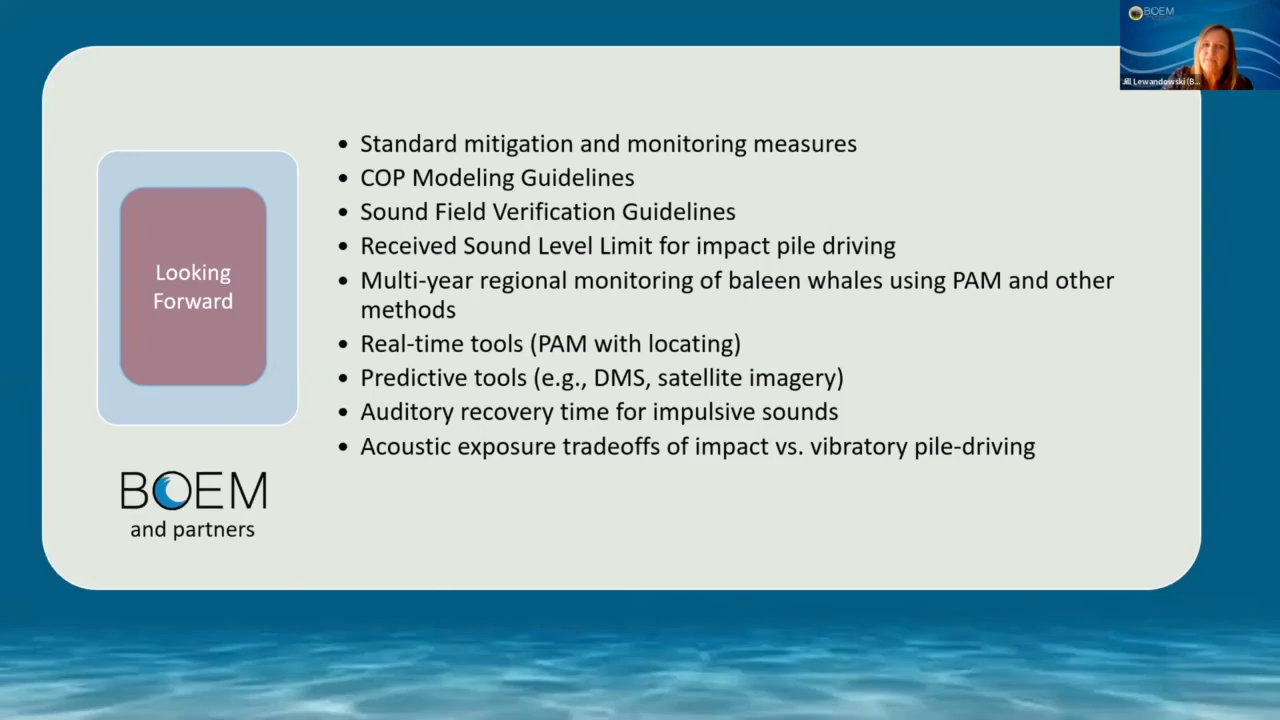 BOEM
Jill Lewandowski (B...
Standard mitigation and monitoring measures
COP Modeling Guidelines
Sound Field Verification Guidelines
Received Sound Level Limit for impact pile driving
Multi-year regional monitoring of baleen whales using PAM and other
methods
Real-time tools (PAM with locating)
Predictive tools (e.g., DMS, satellite imagery)
Auditory recovery time for impulsive sounds
Acoustic exposure tradeoffs of impact vs. vibratory pile-driving
Looking
Forward
BOEM
and partners